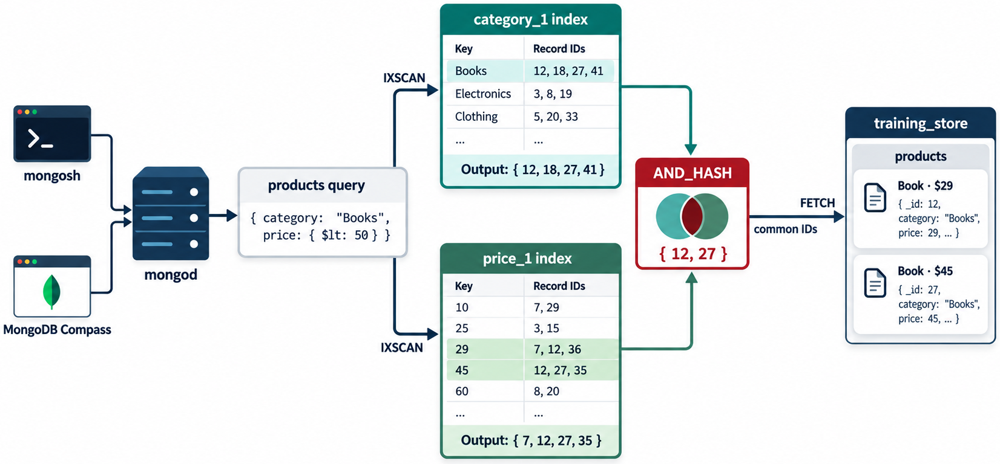 mongosh
MongoDB Compass
mongod
products query
{ category: "Books",
price: { $lt: 50 } }
IXSCAN
IXSCAN
category_1 index
Key Record IDs
Books 12, 18, 27, 41
Electronics 3, 8, 19
Clothing 5, 20, 33
... ...
Output: { 12, 18, 27, 41 }
price_1 index
Key Record IDs
10 7, 29
25 3, 15
29 7, 12, 36
45 12, 27, 35
60 8, 20
... ...
Output: { 7, 12, 27, 35 }
AND_HASH
{ 12, 27 }
FETCH
common IDs
training_store
products
Book · $29
{ _id: 12,
category: "Books",
price: 29, ... }
Book · $45
{ _id: 27,
category: "Books",
price: 45, ... }